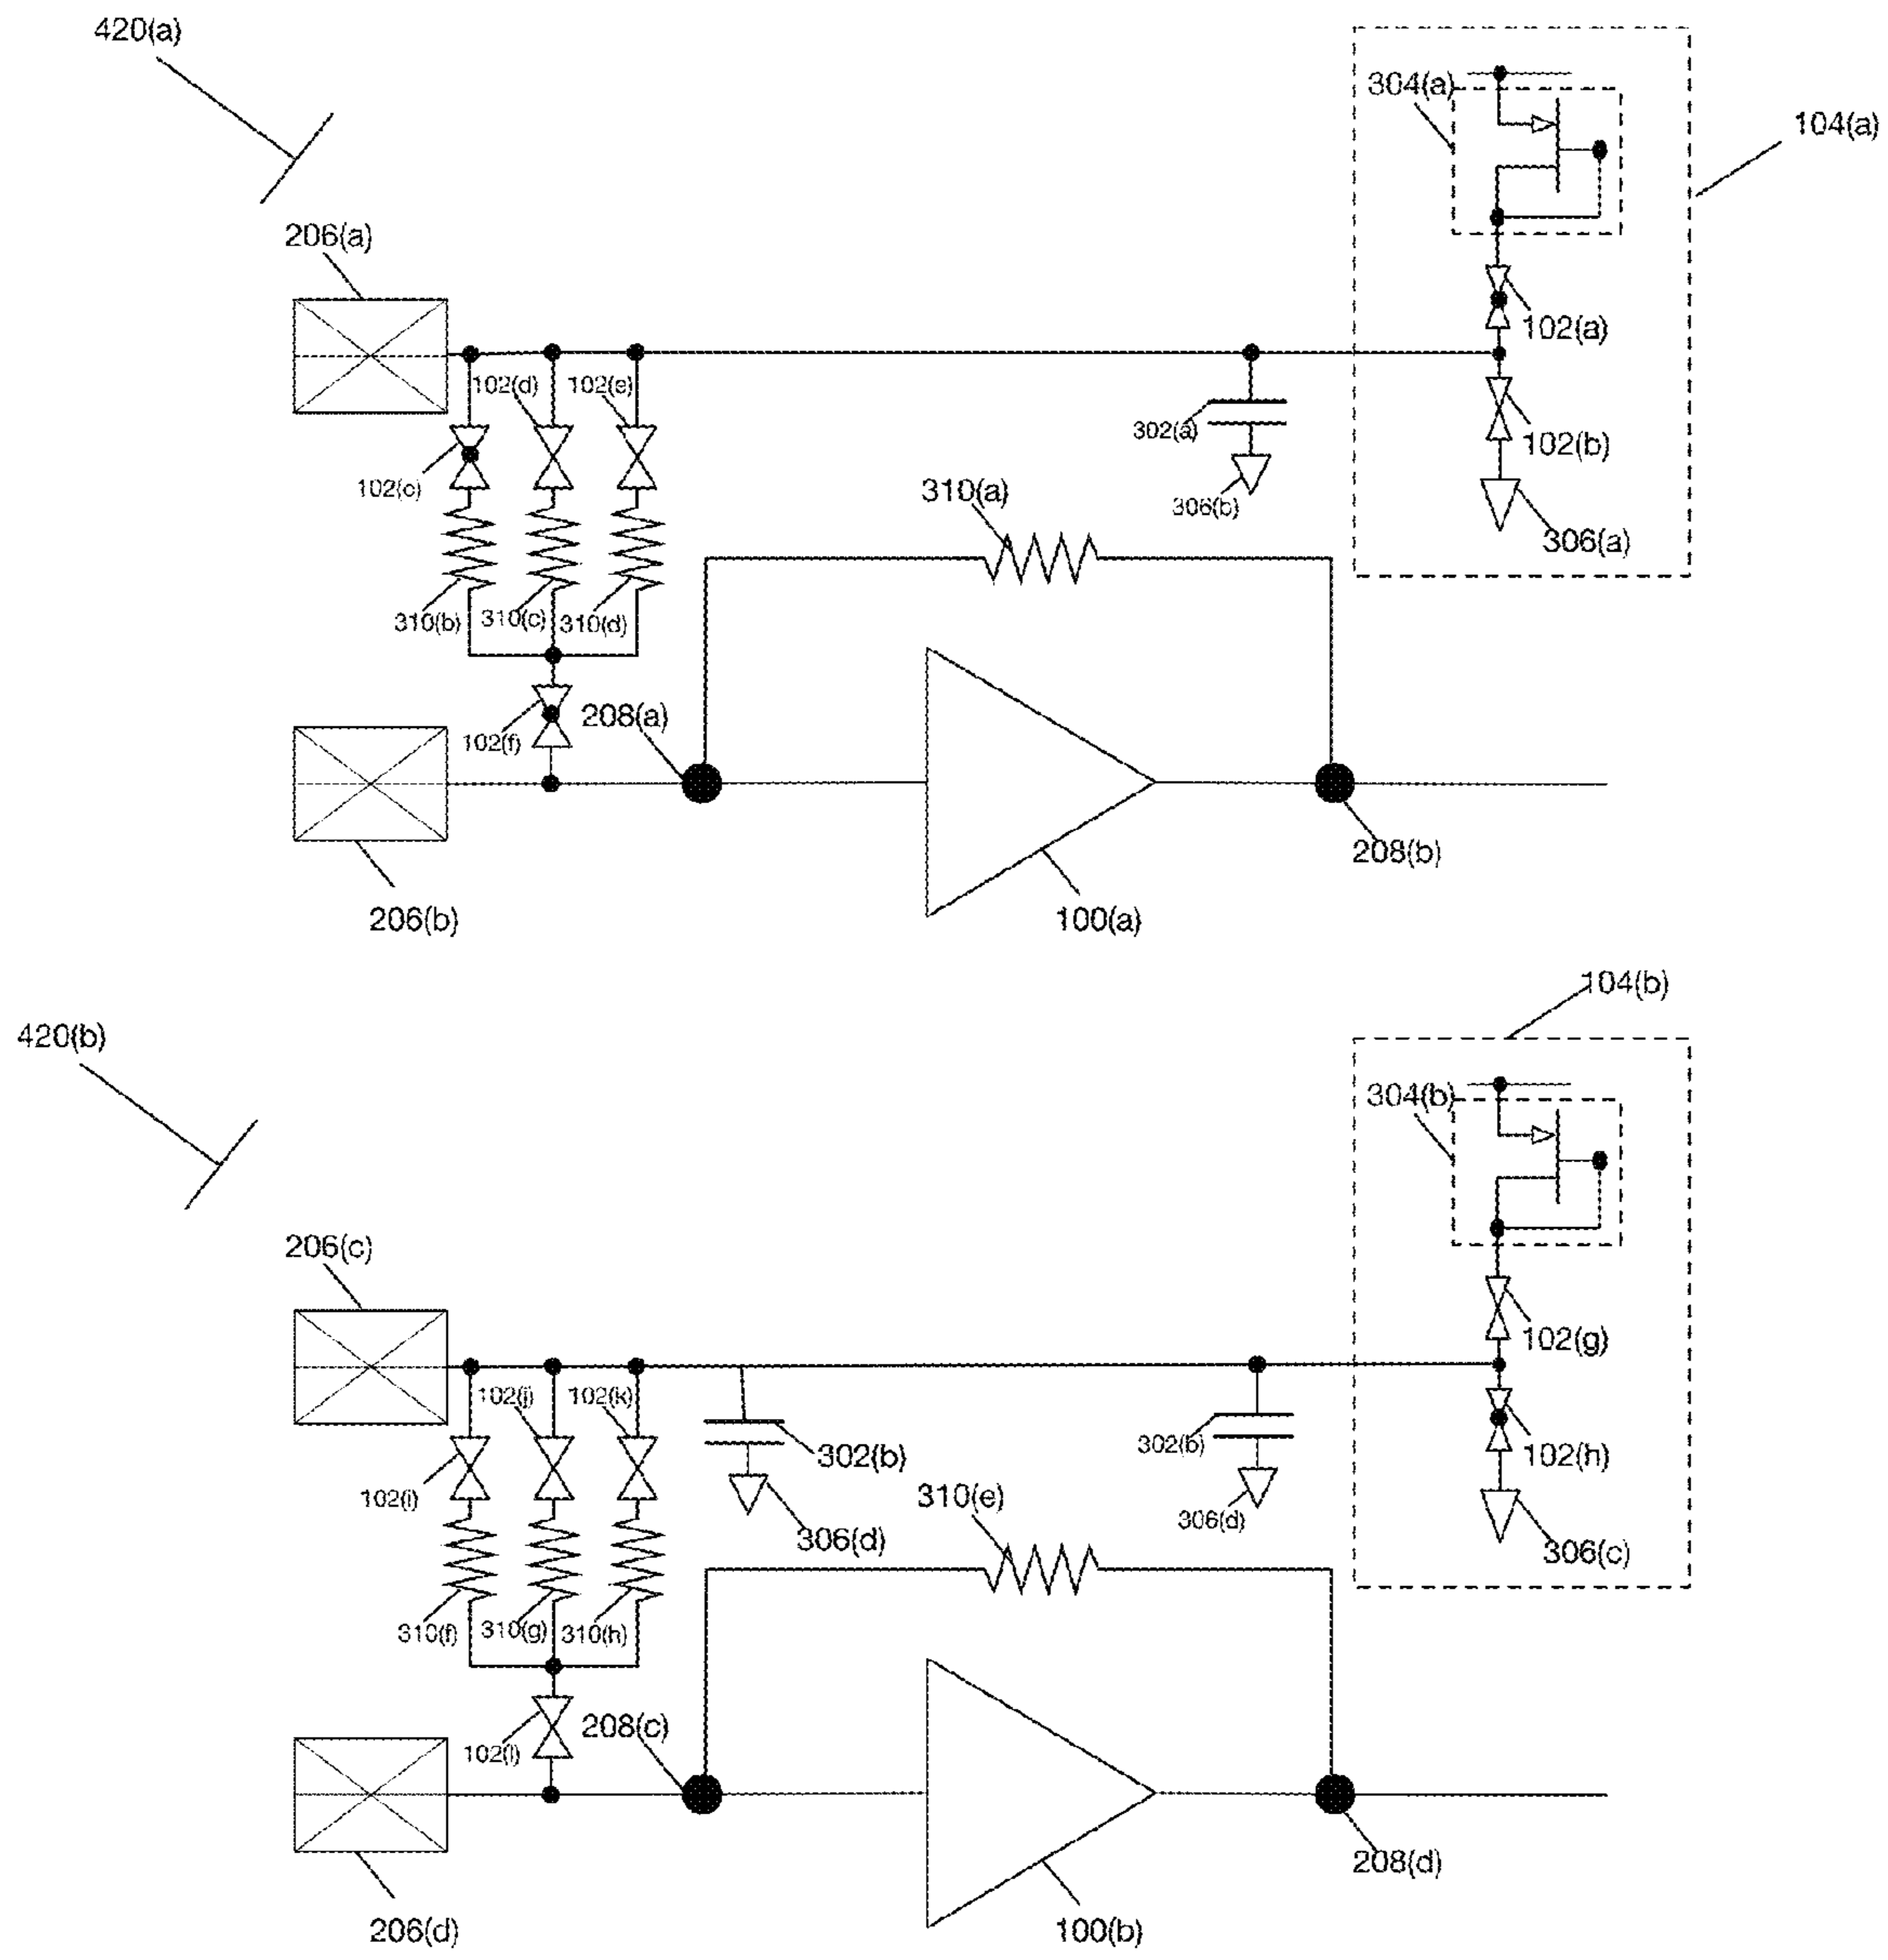 420(a)
304(a)
104(a)
206(a)
102(a)
102(d)
102(e)
302(a)
102(b)
102(c)
306(b)
310(a)
306(a)
310(b)
310(c)
310(d)
208(a)
102(f)
208(b)
206(b)
100(a)
104(b)
420(b)
304(b)
206(c)
102(g)
102(j)
102(k)
302(b)
302(b)
102(h)
102(i)
310(e)
306(d)
306(d)
306(c)
310(f)
310(g)
310(h)
208(c)
102(l)
208(d)
206(d)
100(b)